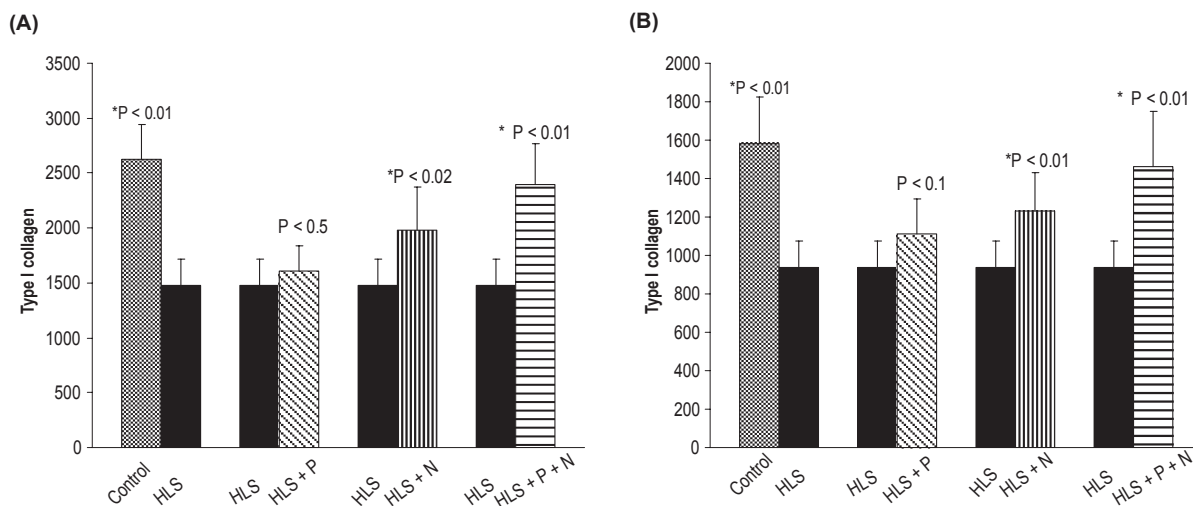 (A)
Type I collagen
3500
3000
2500
2000
1500
1000
500
0
*P < 0.01
P < 0.5
*P < 0.02
* P < 0.01
Control
HLS
HLS
HLS + P
HLS
HLS + N
HLS
HLS + P + N
(B)
Type I collagen
2000
1800
1600
1400
1200
1000
800
600
400
200
0
*P < 0.01
P < 0.1
*P < 0.01
* P < 0.01
Control
HLS
HLS
HLS + P
HLS
HLS + N
HLS
HLS + P + N